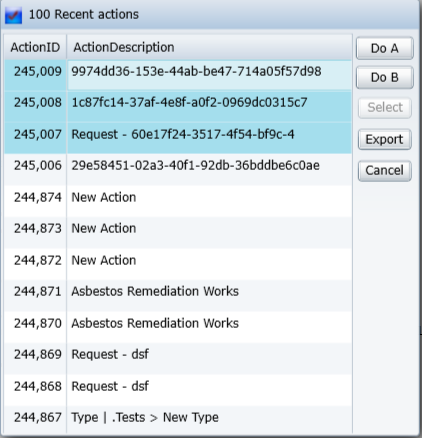 100 Recent actions
ActionID ActionDescription
245,009 9974dd36-153e-44ab-be47-714a05f57d98
245,008 1c87fc14-37af-4e8f-a0f2-0969dc0315c7
245,007 Request - 60e17f24-3517-4f54-bf9c-4
245,006 29e58451-02a3-40f1-92db-36bddbe6c0ae
244,874 New Action
244,873 New Action
244,872 New Action
244,871 Asbestos Remediation Works
244,870 Asbestos Remediation Works
244,869 Request - dsf
244,868 Request - dsf
244,867 Type | .Tests > New Type
Do A
Do B
Select
Export
Cancel